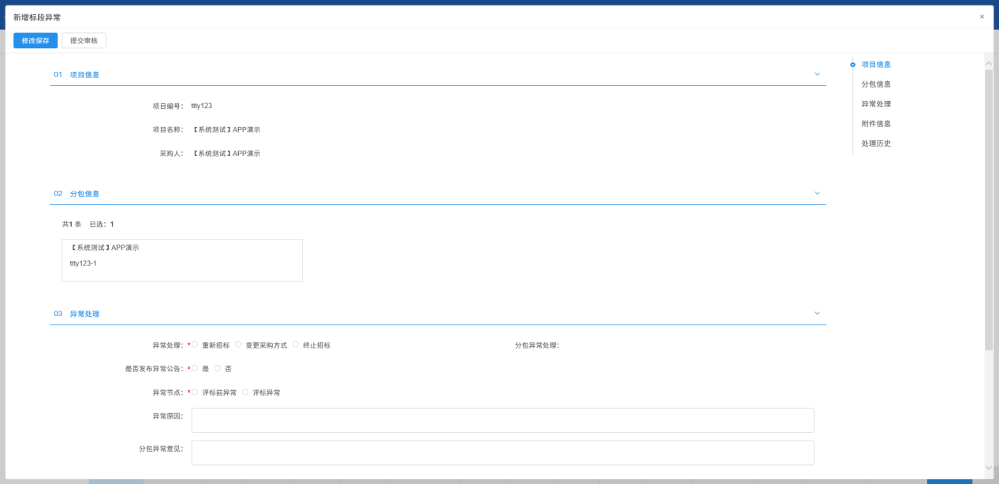 新增标段异常
×
修改保存 提交审核
01 项目信息
项目编号： ttty123
项目名称： 【系统测试】APP演示
采购人： 【系统测试】APP演示
02 分包信息
共1 条 已选： 1
【系统测试】APP演示
ttty123-1
03 异常处理
异常处理： * 重新招标 变更采购方式 终止招标 分包异常处理：
是否发布异常公告： * 是 否
异常节点： * 评标前异常 评标异常
异常原因：
分包异常意见：
项目信息
分包信息
异常处理
附件信息
处理历史